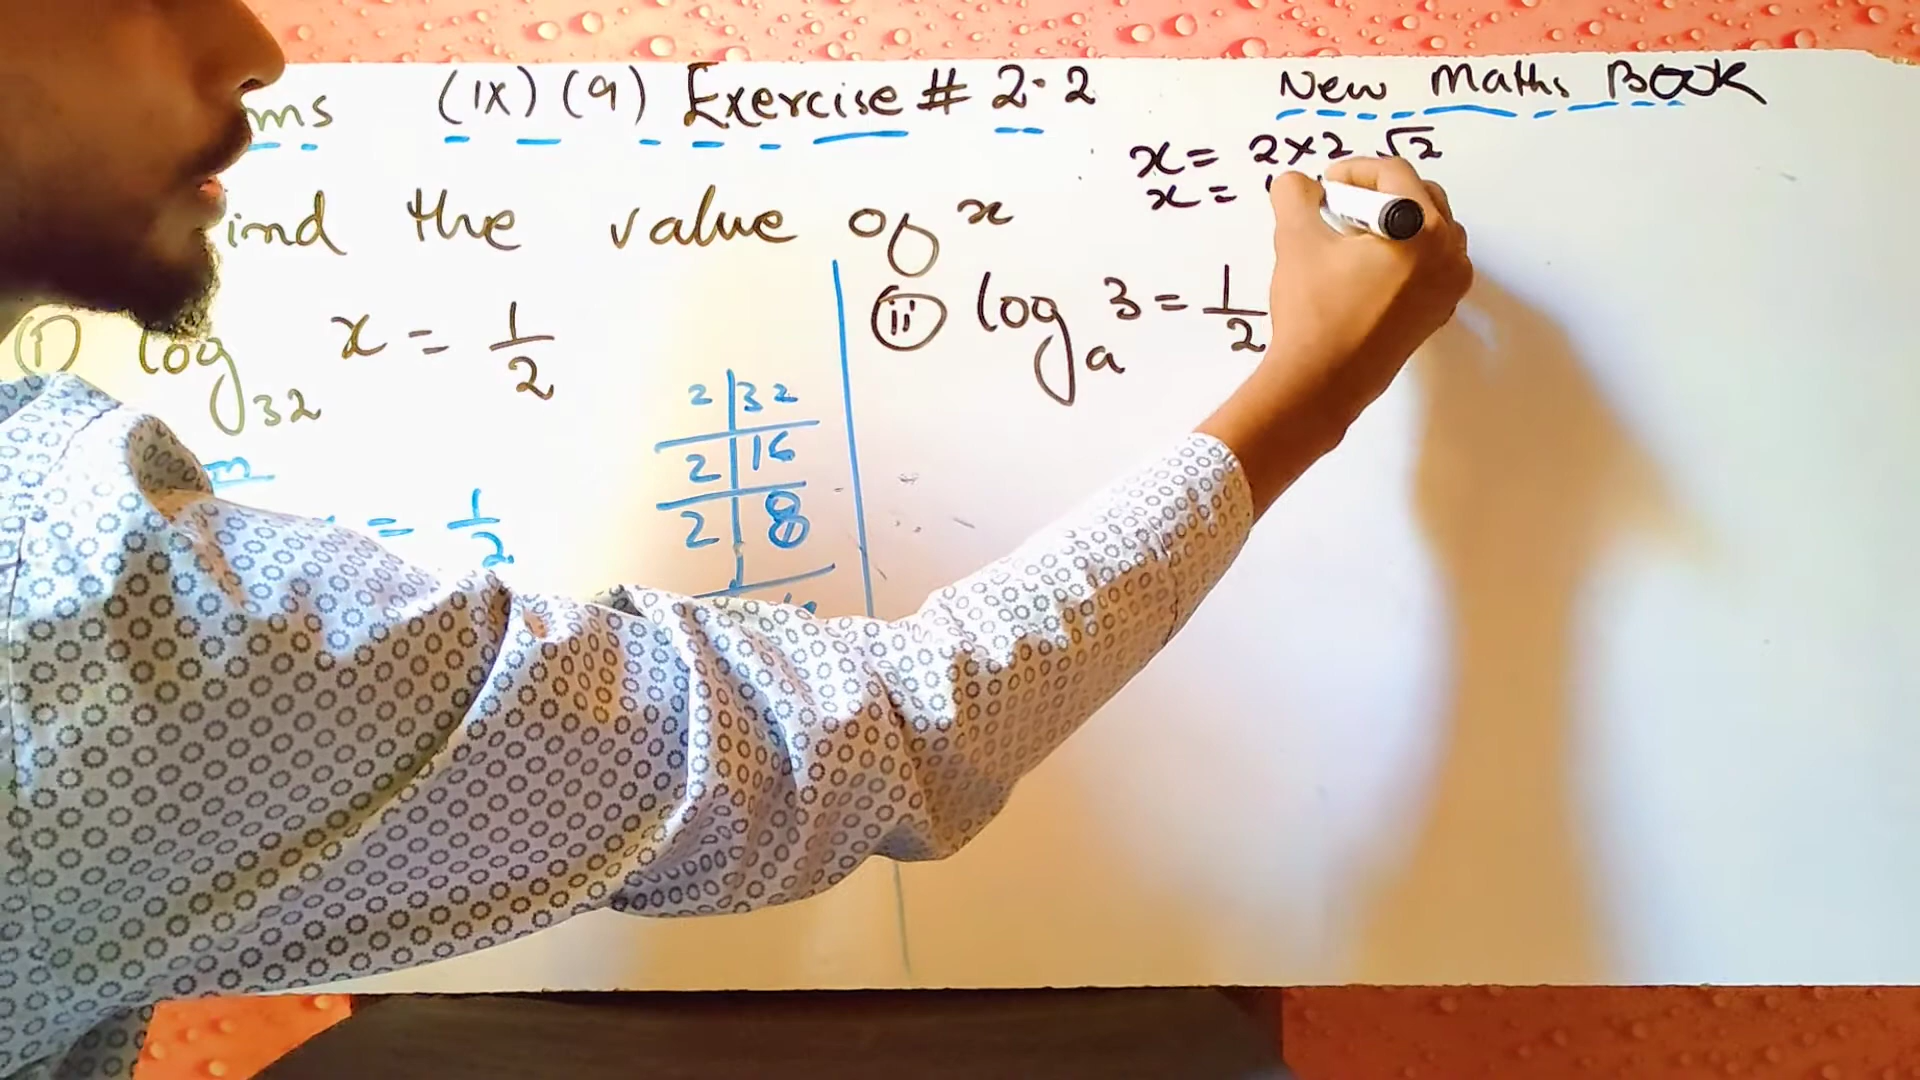 ms (IX) (9) Exercise # 2.2
New Maths Book
x = 2×2 √2
x =
ind the value of x
(i) log₃₂ x = 1/2
2 | 32
2 | 16
2 | 8
= 1/2
(ii) logₐ 3 = 1/2